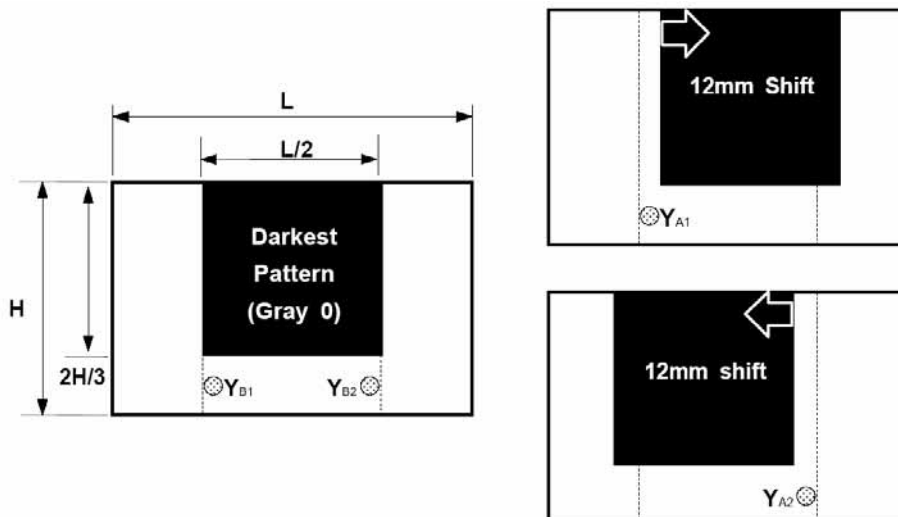 L
L/2
H
2H/3
Darkest
Pattern
(Gray 0)
YB1
YB2
12mm Shift
YA1
12mm shift
YA2